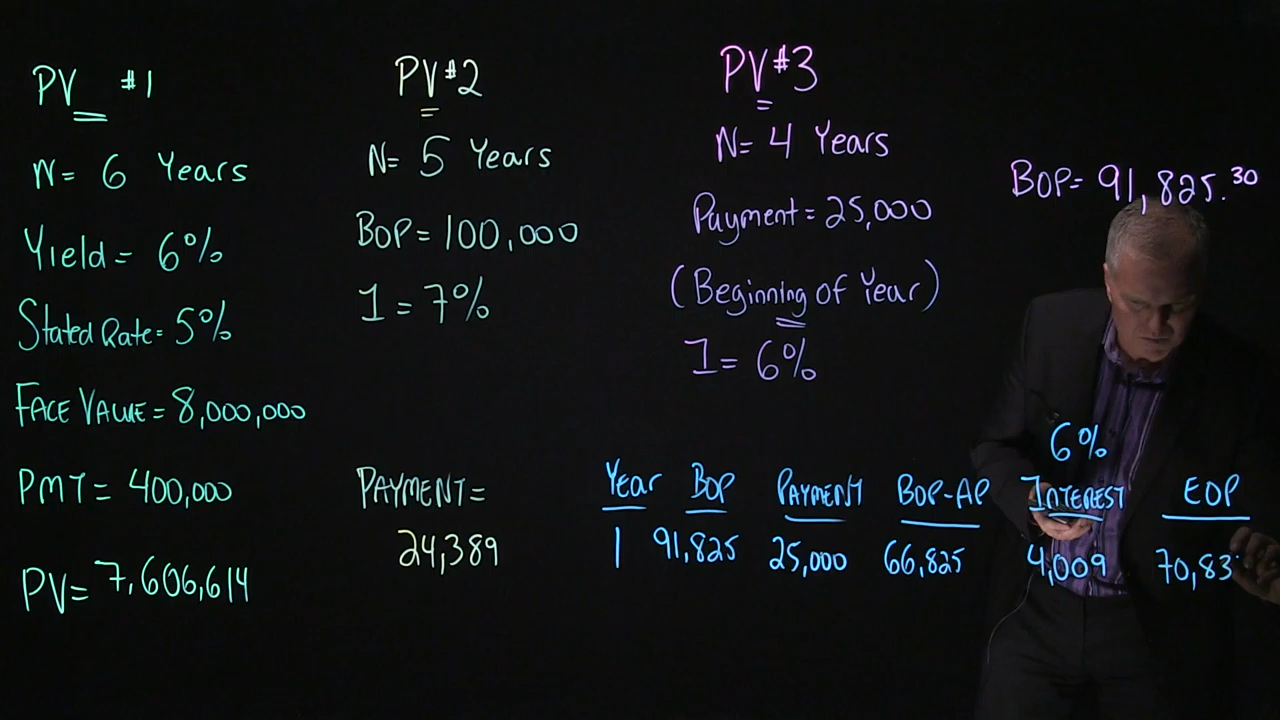 PV #1
N= 6 Years
Yield= 6%
Stated Rate= 5%
FACE VALUE= 8,000,000
PMT= 400,000
PV= 7,606,614
PV#2
N= 5 Years
BOP= 100,000
I= 7%
PAYMENT=
24,389
PV#3
N= 4 Years
Payment= 25,000
(Beginning of Year)
I= 6%
BOP= 91,825.30
6%
Year BOP PAYMENT BOP-AP INTEREST EOP
1 91,825 25,000 66,825 4,009 70,83